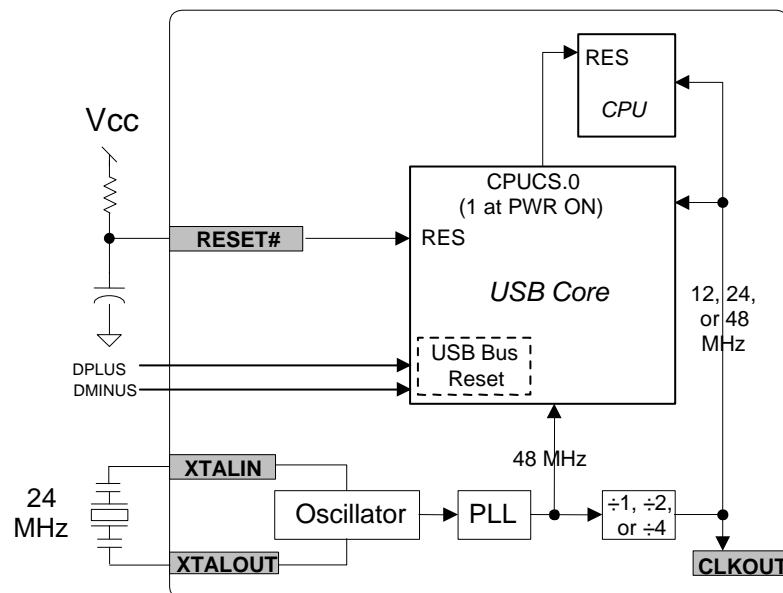 RES
CPU
Vcc
CPUCS.0
(1 at PWR ON)
RESET#
RES
USB Core
12, 24,
or 48
MHz
USB Bus
Reset
DPLUS
DMINUS
48 MHz
XTALIN
24
MHz
Oscillator
PLL
÷1, ÷2,
or ÷4
XTALOUT
CLKOUT